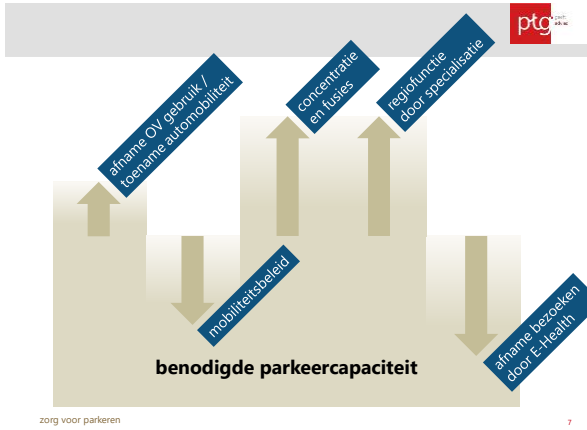 ptg
afname OV gebruik /
toename automobiliteit
concentratie
en fusies
regiofunctie
door specialisatie
mobiliteitsbeleid
afname bezoeken
door E-Health
benodigde parkeercapaciteit
zorg voor parkeren
7